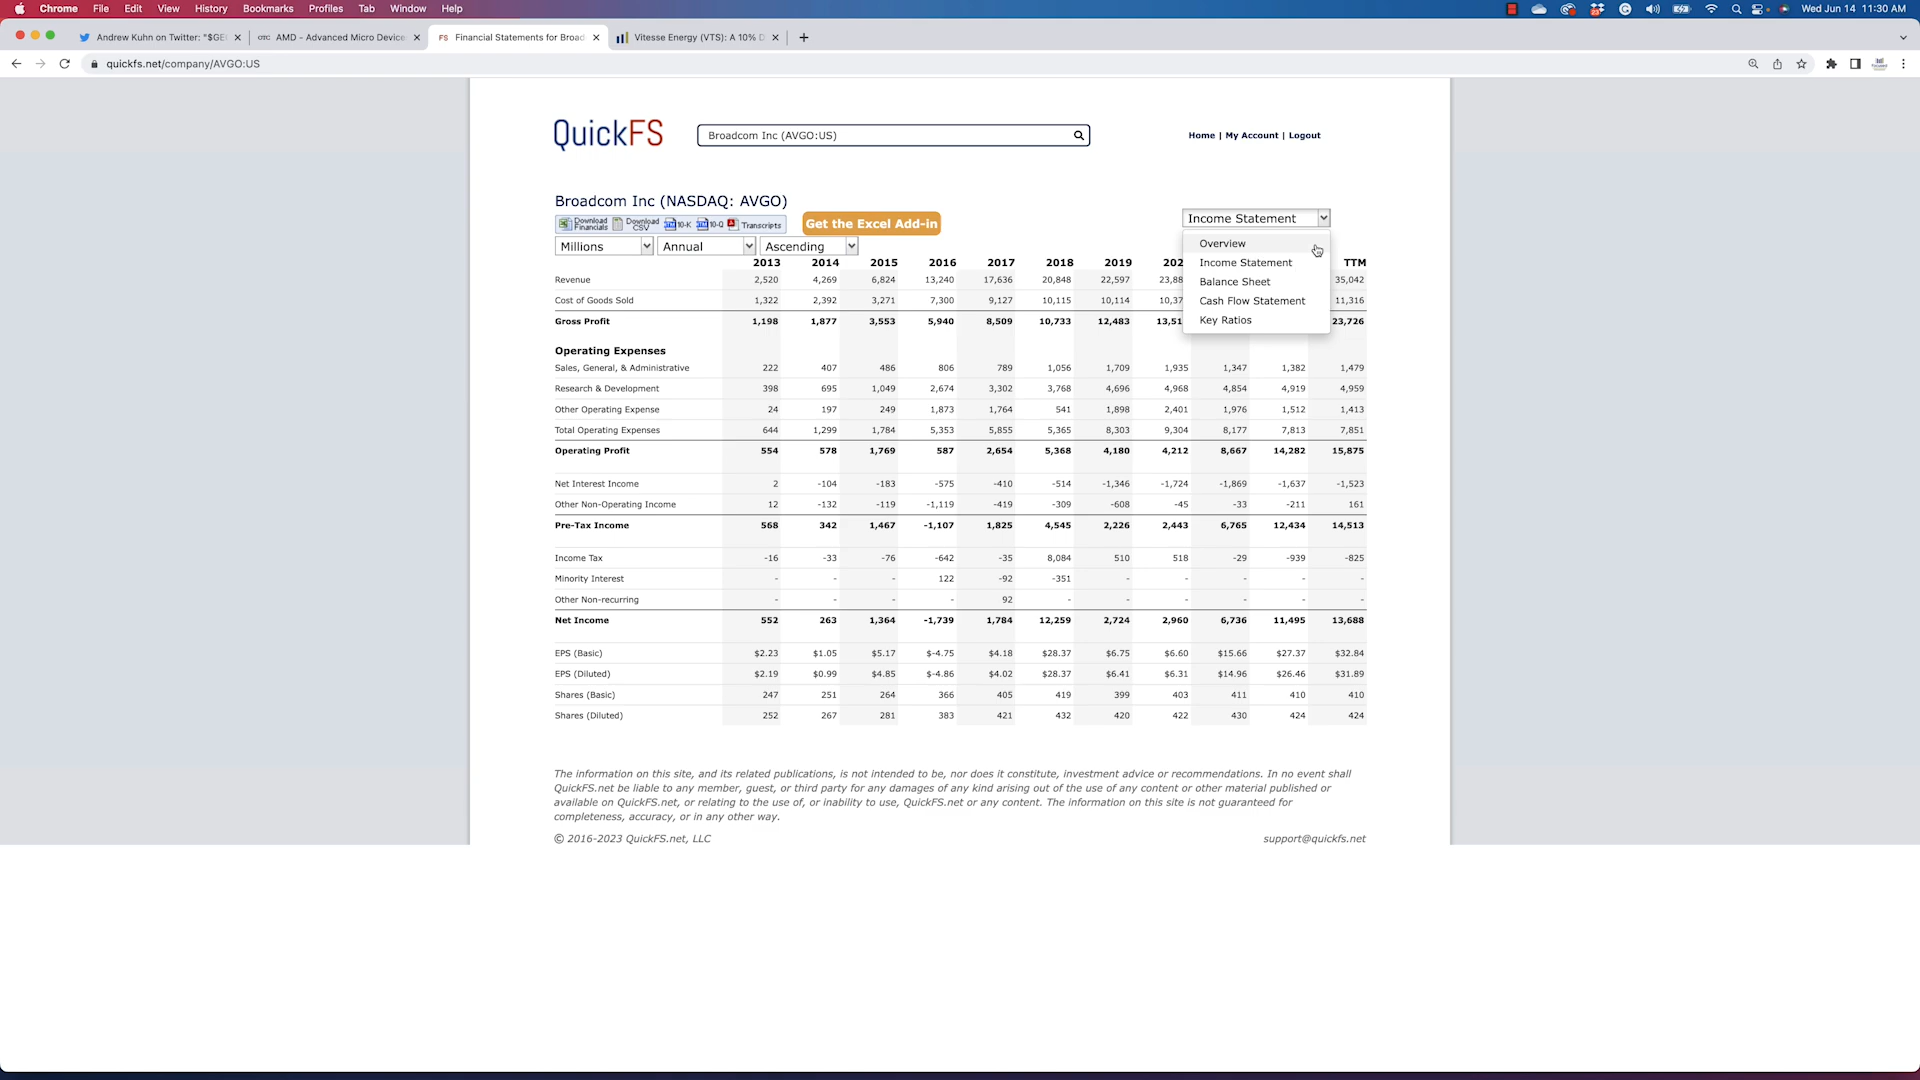 Chrome File Edit View History Bookmarks Profiles Tab Window Help Wed Jun 14 11:30 AM
Andrew Kuhn on Twitter: "$GE AMD - Advanced Micro Device FS Financial Statements for Broad Vitesse Energy (VTS): A 10% D
quickfs.net/company/AVGO:US
QuickFS Broadcom Inc (AVGO:US) Home | My Account | Logout
Broadcom Inc (NASDAQ: AVGO)
Download Financials Download CSV 10-K 10-Q Transcripts Get the Excel Add-in Income Statement
Millions Annual Ascending
Overview
Income Statement
Balance Sheet
Cash Flow Statement
Key Ratios
2013 2014 2015 2016 2017 2018 2019 202 TTM
Revenue 2,520 4,269 6,824 13,240 17,636 20,848 22,597 23,88 35,042
Cost of Goods Sold 1,322 2,392 3,271 7,300 9,127 10,115 10,114 10,37 11,316
Gross Profit 1,198 1,877 3,553 5,940 8,509 10,733 12,483 13,51 23,726
Operating Expenses
Sales, General, & Administrative 222 407 486 806 789 1,056 1,709 1,935 1,347 1,382 1,479
Research & Development 398 695 1,049 2,674 3,302 3,768 4,696 4,968 4,854 4,919 4,959
Other Operating Expense 24 197 249 1,873 1,764 541 1,898 2,401 1,976 1,512 1,413
Total Operating Expenses 644 1,299 1,784 5,353 5,855 5,365 8,303 9,304 8,177 7,813 7,851
Operating Profit 554 578 1,769 587 2,654 5,368 4,180 4,212 8,667 14,282 15,875
Net Interest Income 2 -104 -183 -575 -410 -514 -1,346 -1,724 -1,869 -1,637 -1,523
Other Non-Operating Income 12 -132 -119 -1,119 -419 -309 -608 -45 -33 -211 161
Pre-Tax Income 568 342 1,467 -1,107 1,825 4,545 2,226 2,443 6,765 12,434 14,513
Income Tax -16 -33 -76 -642 -35 8,084 510 518 -29 -939 -825
Minority Interest - - - 122 -92 -351 - - - - -
Other Non-recurring - - - - 92 - - - - - -
Net Income 552 263 1,364 -1,739 1,784 12,259 2,724 2,960 6,736 11,495 13,688
EPS (Basic) $2.23 $1.05 $5.17 $-4.75 $4.18 $28.37 $6.75 $6.60 $15.66 $27.37 $32.84
EPS (Diluted) $2.19 $0.99 $4.85 $-4.86 $4.02 $28.37 $6.41 $6.31 $14.96 $26.46 $31.89
Shares (Basic) 247 251 264 366 405 419 399 403 411 410 410
Shares (Diluted) 252 267 281 383 421 432 420 422 430 424 424
The information on this site, and its related publications, is not intended to be, nor does it constitute, investment advice or recommendations. In no event shall
QuickFS.net be liable to any member, guest, or third party for any damages of any kind arising out of the use of any content or other material published or
available on QuickFS.net, or relating to the use of, or inability to use, QuickFS.net or any content. The information on this site is not guaranteed for
completeness, accuracy, or in any other way.
© 2016-2023 QuickFS.net, LLC support@quickfs.net